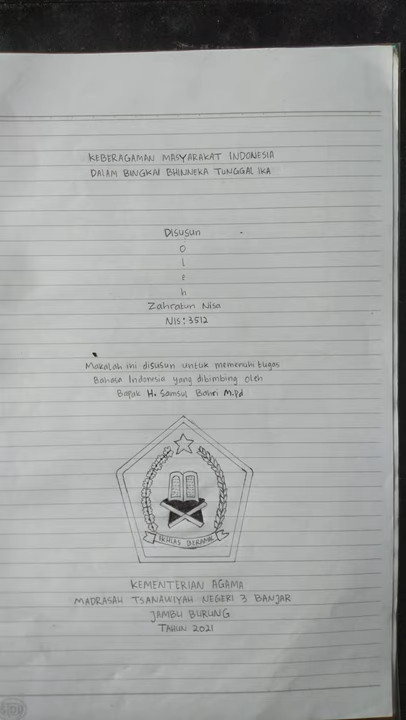 KEBERAGAMAN MASYARAKAT INDONESIA
DALAM BINGKAI BHINNEKA TUNGGAL IKA
Disusun
O
l
e
h
Zahratun Nisa
NIS: 3512
Makalah ini disusun untuk memenuhi tugas
Bahasa Indonesia yang dibimbing oleh
Bapak H. Samsul Bahri M.Pd
IKHLAS BERAMAL
KEMENTERIAN AGAMA
MADRASAH TSANAWIYAH NEGERI 3 BANJAR
JAMBU BURUNG
TAHUN 2021
SIDU